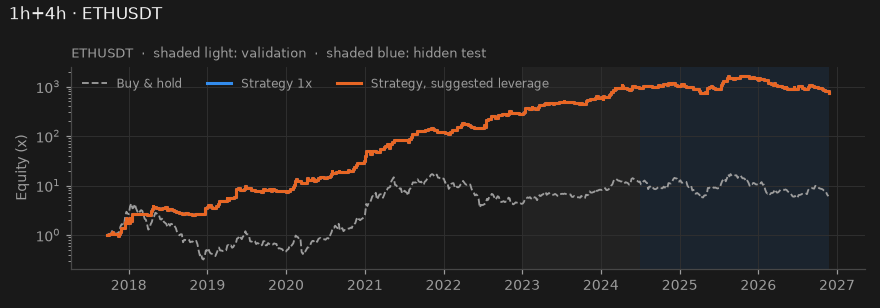 1h+4h · ETHUSDT
ETHUSDT · shaded light: validation · shaded blue: hidden test
Buy & hold Strategy 1x Strategy, suggested leverage
Equity (x)
10³
10²
10¹
10⁰
2018 2019 2020 2021 2022 2023 2024 2025 2026 2027